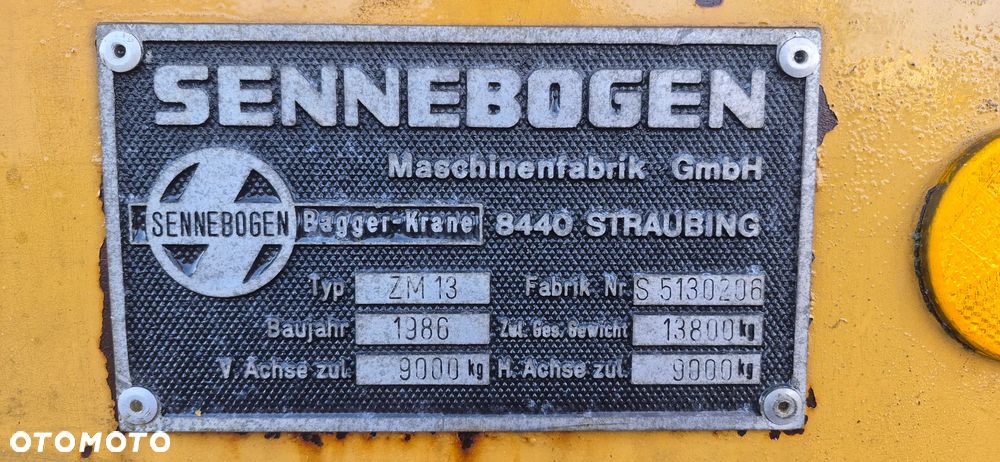 SENNEBOGEN
Maschinenfabrik GmbH
SENNEBOGEN Bagger-Krane 8440 STRAUBING
Typ ZM 13 Fabrik Nr S 5130206
Baujahr 1986 Zul. Ges. Gewicht 13800 kg
V. Achse zul. 9000 kg H. Achse zul. 9000 kg
OTOMOTO